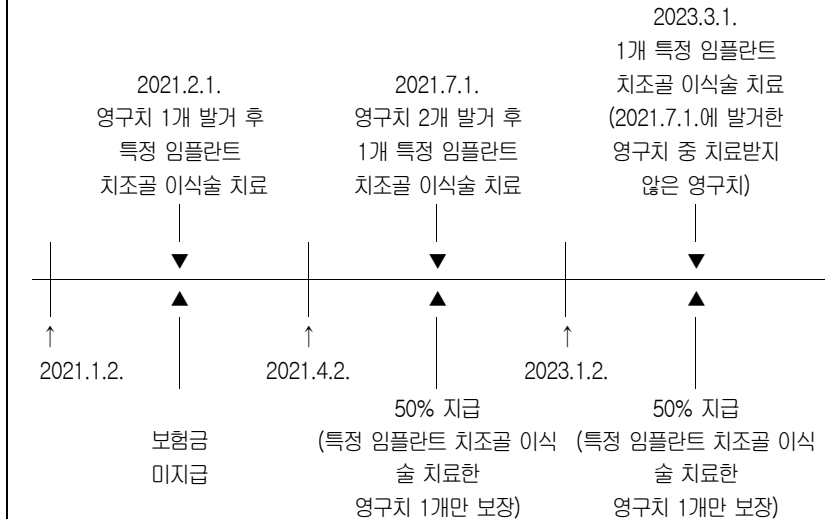 2021.2.1.
영구치 1개 발거 후
특정 임플란트
치조골 이식술 치료
2021.7.1.
영구치 2개 발거 후
1개 특정 임플란트
치조골 이식술 치료
2023.3.1.
1개 특정 임플란트
치조골 이식술 치료
(2021.7.1.에 발거한
영구치 중 치료받지
않은 영구치)
▼ ▼ ▼
▲ ▲ ▲
↑ ↑ ↑
2021.1.2. 2021.4.2. 2023.1.2.
보험금
미지급
50% 지급
(특정 임플란트 치조골 이식
술 치료한
영구치 1개만 보장)
50% 지급
(특정 임플란트 치조골 이식
술 치료한
영구치 1개만 보장)